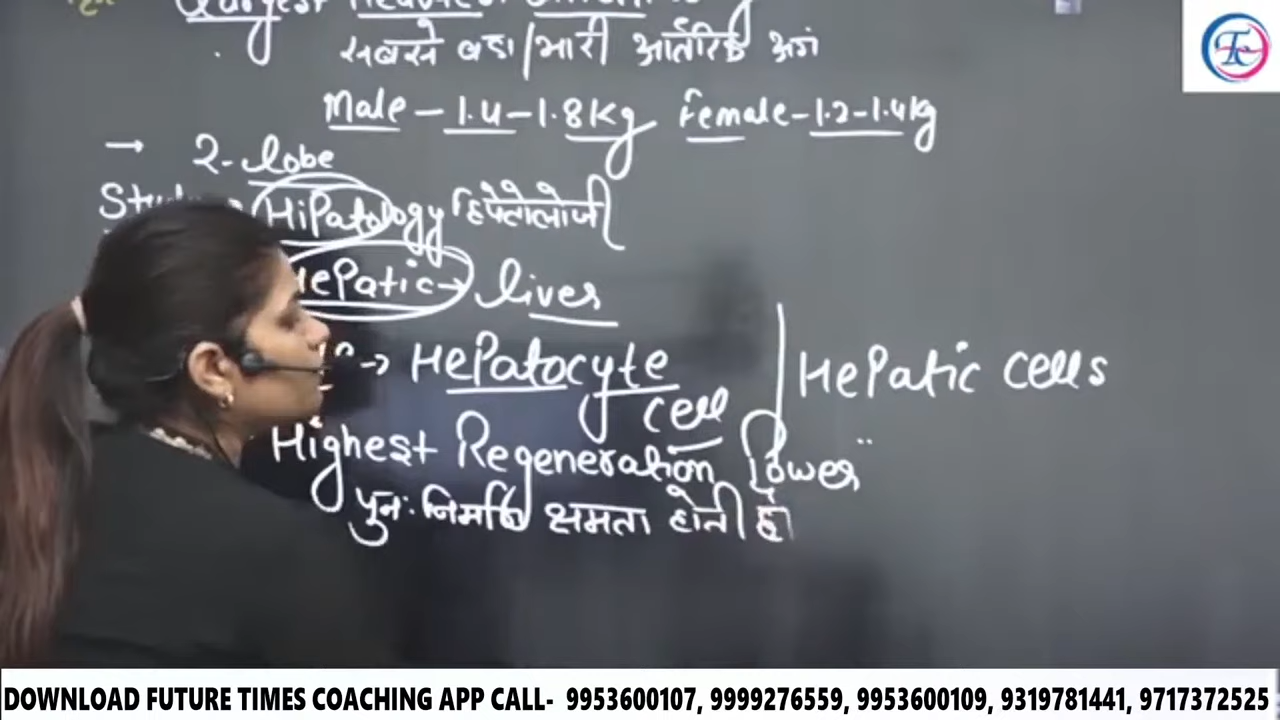 Largest
सबसे बडा/भारी आंतरिक अंग
Male - 1.4 - 1.8 Kg Female - 1.2 - 1.4 Kg
→ 2 - lobe
HiPatology हिपेतोलोजी
HePatic → liver
→ HePatocyte cell
HePatic cells
Highest Regeneration Power
पुनः निर्माण क्षमता होती है।
DOWNLOAD FUTURE TIMES COACHING APP CALL- 9953600107, 9999276559, 9953600109, 9319781441, 9717372525